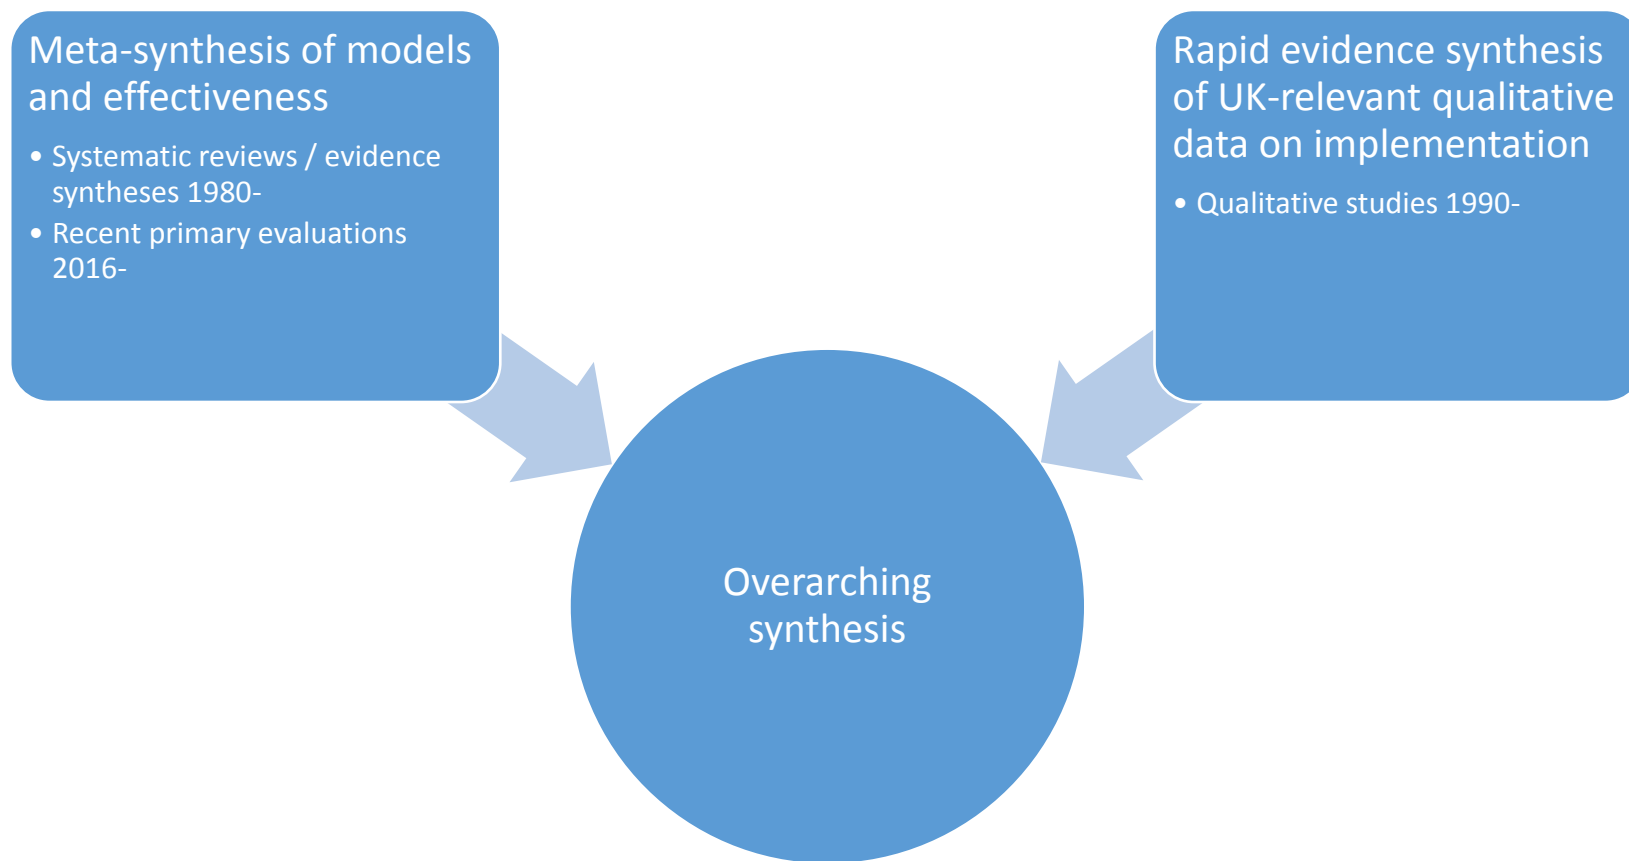 Meta-synthesis of models
and effectiveness
• Systematic reviews / evidence
syntheses 1980-
• Recent primary evaluations
2016-
Rapid evidence synthesis
of UK-relevant qualitative
data on implementation
• Qualitative studies 1990-
Overarching
synthesis